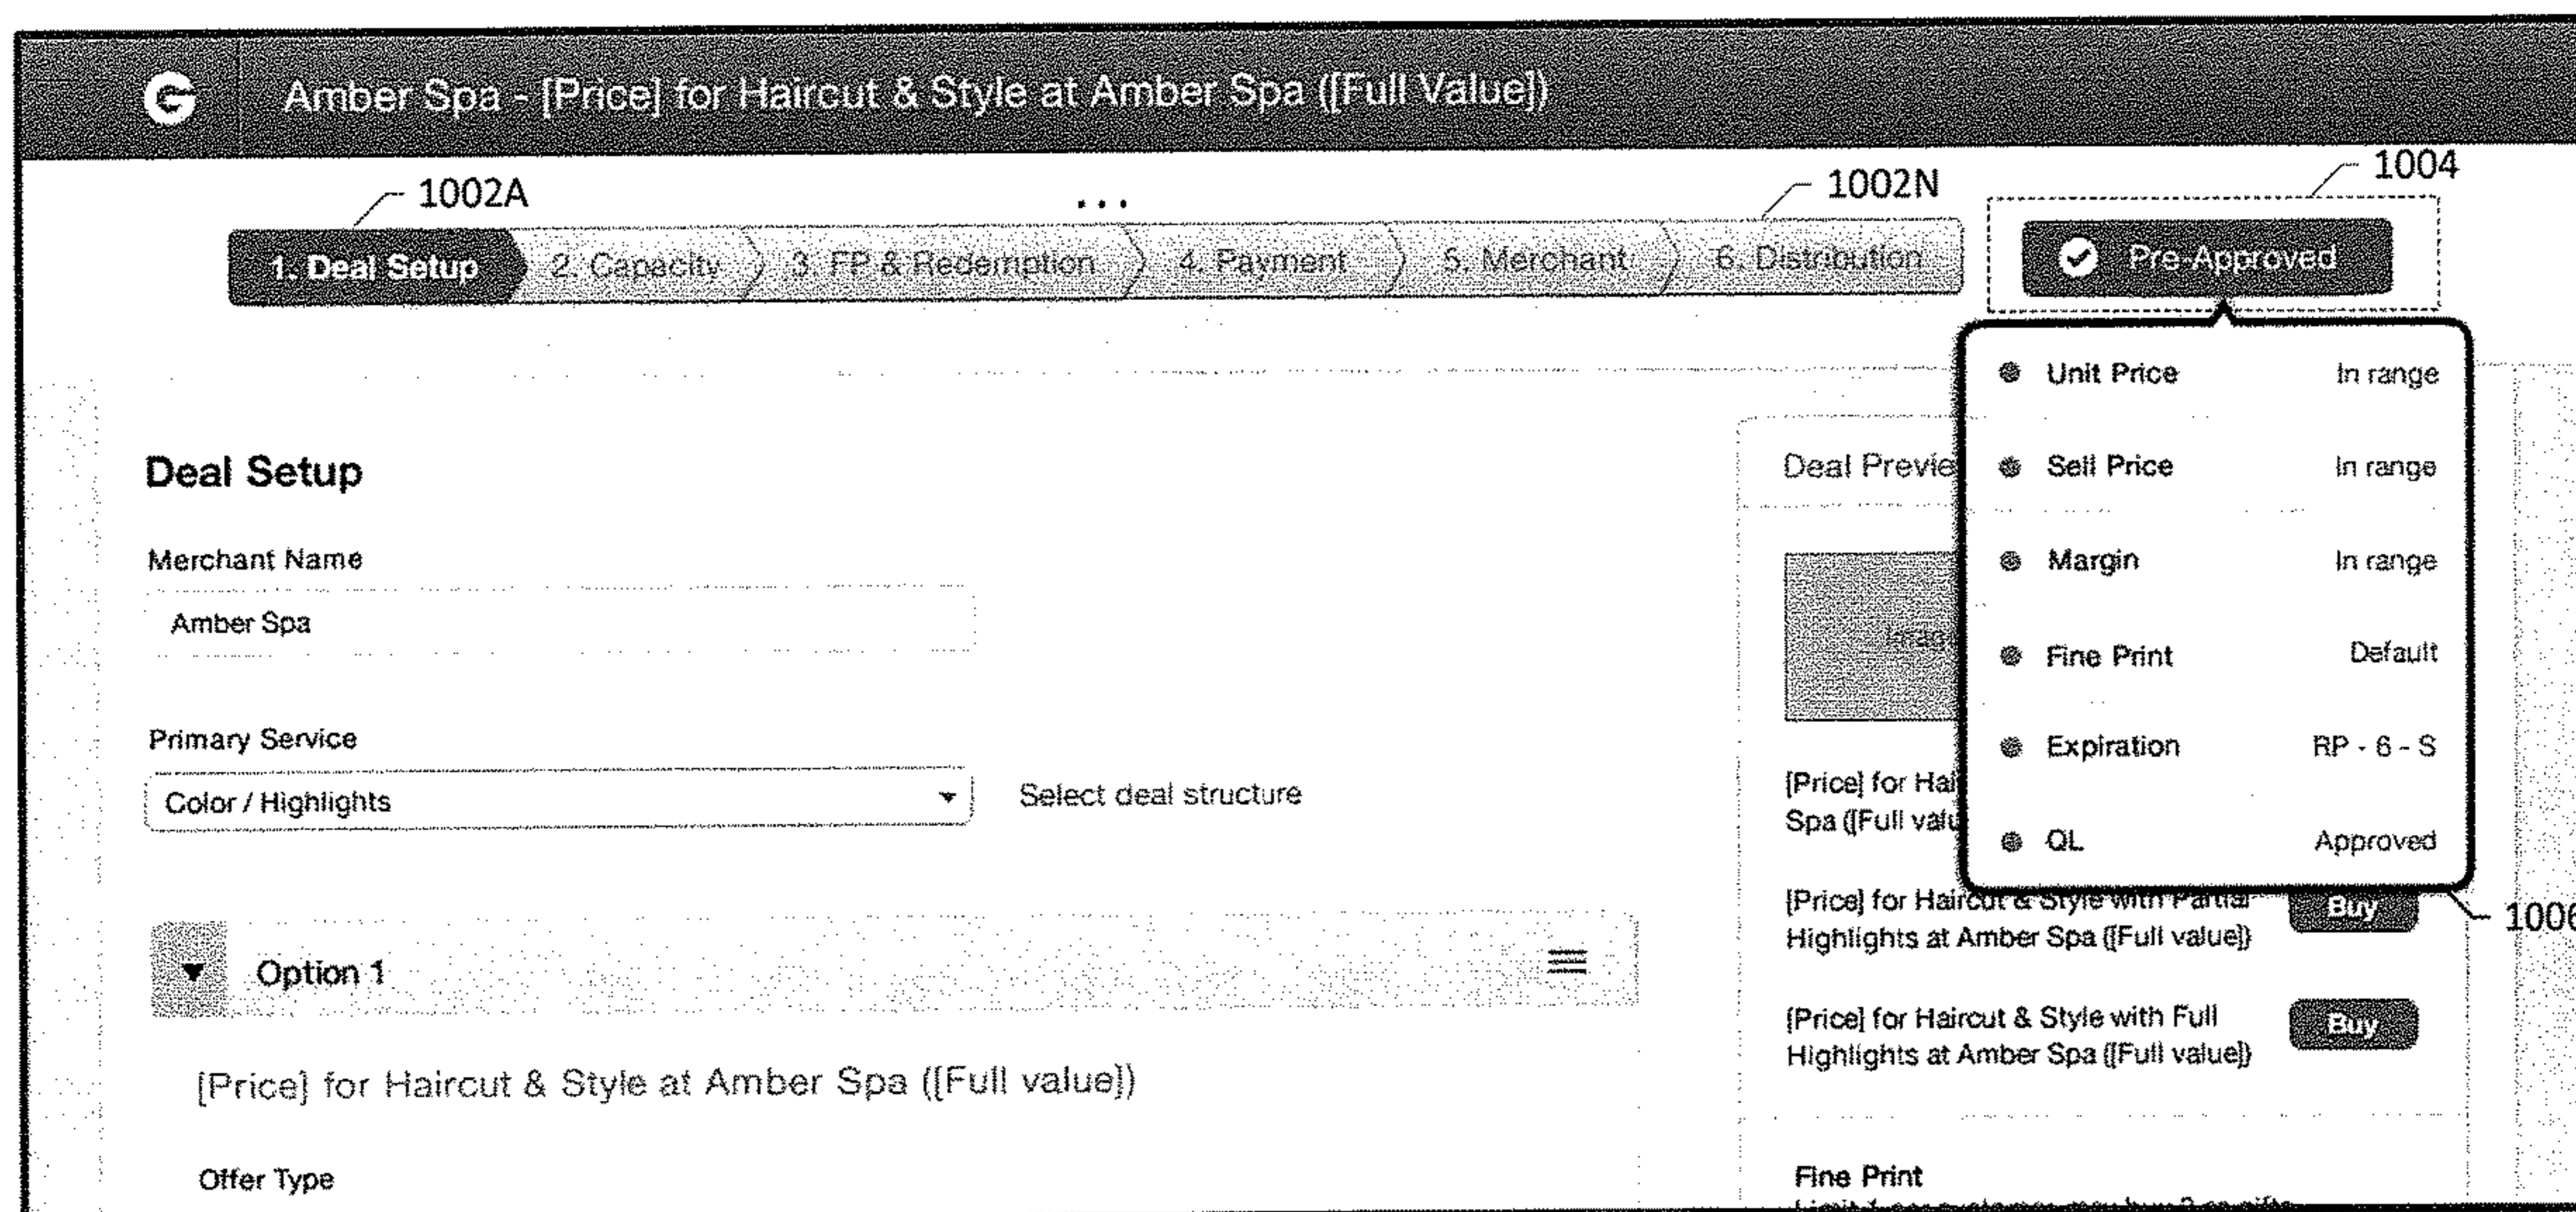 Amber Spa - [Price] for Haircut & Style at Amber Spa ([Full Value])
1002A
...
1002N
1004
1. Deal Setup
2. Capacity
3. FP & Redemption
4. Payment
5. Merchant
6. Distribution
Pre-Approved
Unit Price In range
Sell Price In range
Margin In range
Fine Print Default
Expiration RP - 6 - S
QL Approved
1006
Deal Setup
Merchant Name
Amber Spa
Primary Service
Color / Highlights
Select deal structure
Option 1
[Price] for Haircut & Style at Amber Spa ([Full value])
Offer Type
Deal Previe
[Price] for Hai
Spa ([Full valu
[Price] for Haircut & Style with Partial
Highlights at Amber Spa ([Full value])
Buy
[Price] for Haircut & Style with Full
Highlights at Amber Spa ([Full value])
Buy
Fine Print